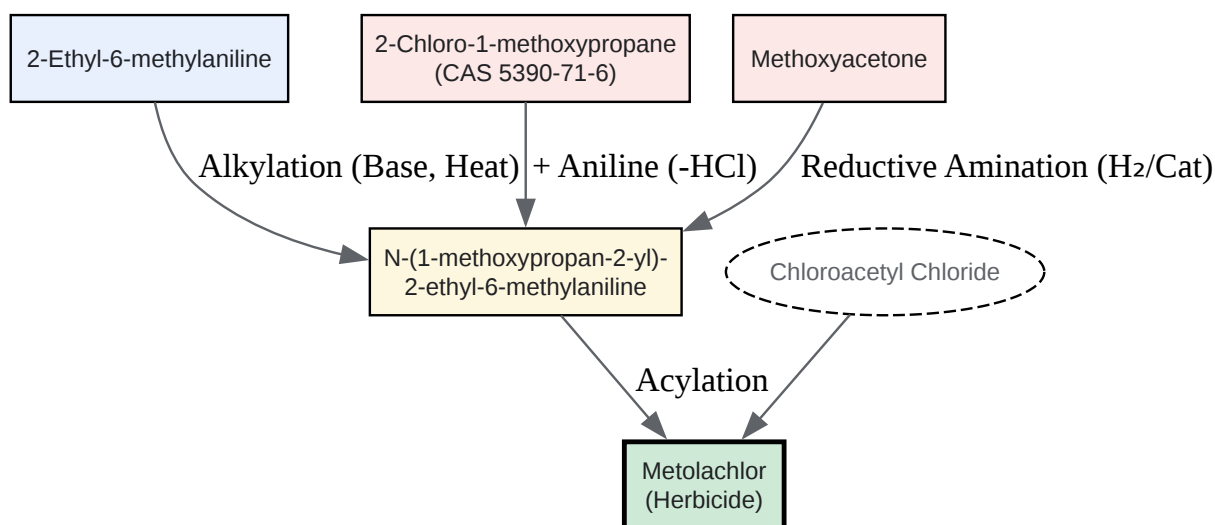 2-Ethyl-6-methylaniline
2-Chloro-1-methoxypropane
(CAS 5390-71-6)
Methoxyacetone
Alkylation (Base, Heat)
+ Aniline (-HCl)
Reductive Amination (H₂/Cat)
N-(1-methoxypropan-2-yl)-
2-ethyl-6-methylaniline
Chloroacetyl Chloride
Acylation
Metolachlor
(Herbicide)